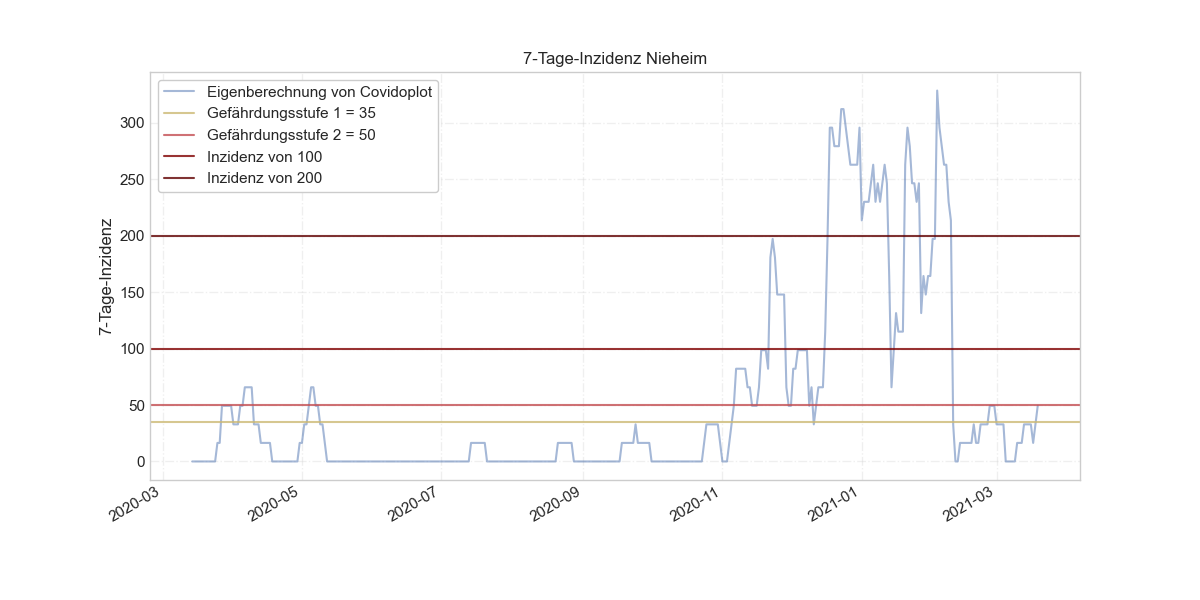 7-Tage-Inzidenz Nieheim
Eigenberechnung von Covidoplot
Gefährdungsstufe 1 = 35
Gefährdungsstufe 2 = 50
Inzidenz von 100
Inzidenz von 200
7-Tage-Inzidenz
300
250
200
150
100
50
0
2020-03
2020-05
2020-07
2020-09
2020-11
2021-01
2021-03